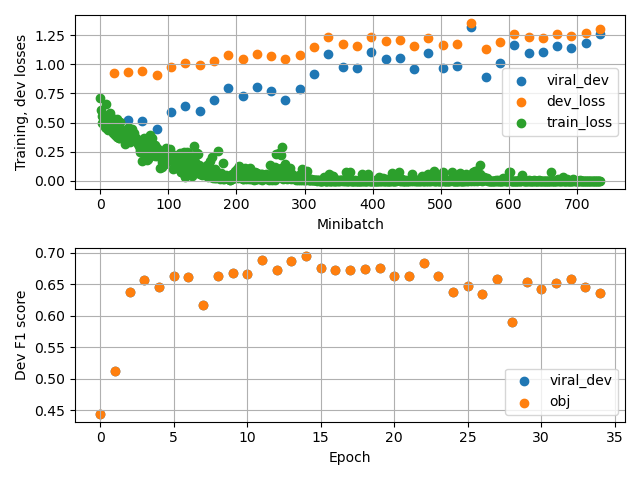 Training, dev losses
1.25
1.00
0.75
0.50
0.25
0.00
viral_dev
dev_loss
train_loss
0 100 200 300 400 500 600 700
Minibatch
Dev F1 score
0.70
0.65
0.60
0.55
0.50
0.45
viral_dev
obj
0 5 10 15 20 25 30 35
Epoch